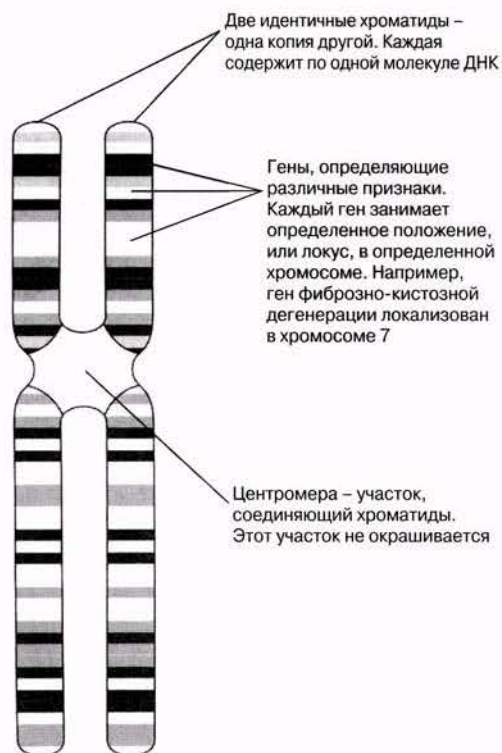 Две идентичные хроматиды –
одна копия другой. Каждая
содержит по одной молекуле ДНК
Гены, определяющие
различные признаки.
Каждый ген занимает
определенное положение,
или локус, в определенной
хромосоме. Например,
ген фиброзно-кистозной
дегенерации локализован
в хромосоме 7
Центромера – участок,
соединяющий хроматиды.
Этот участок не окрашивается